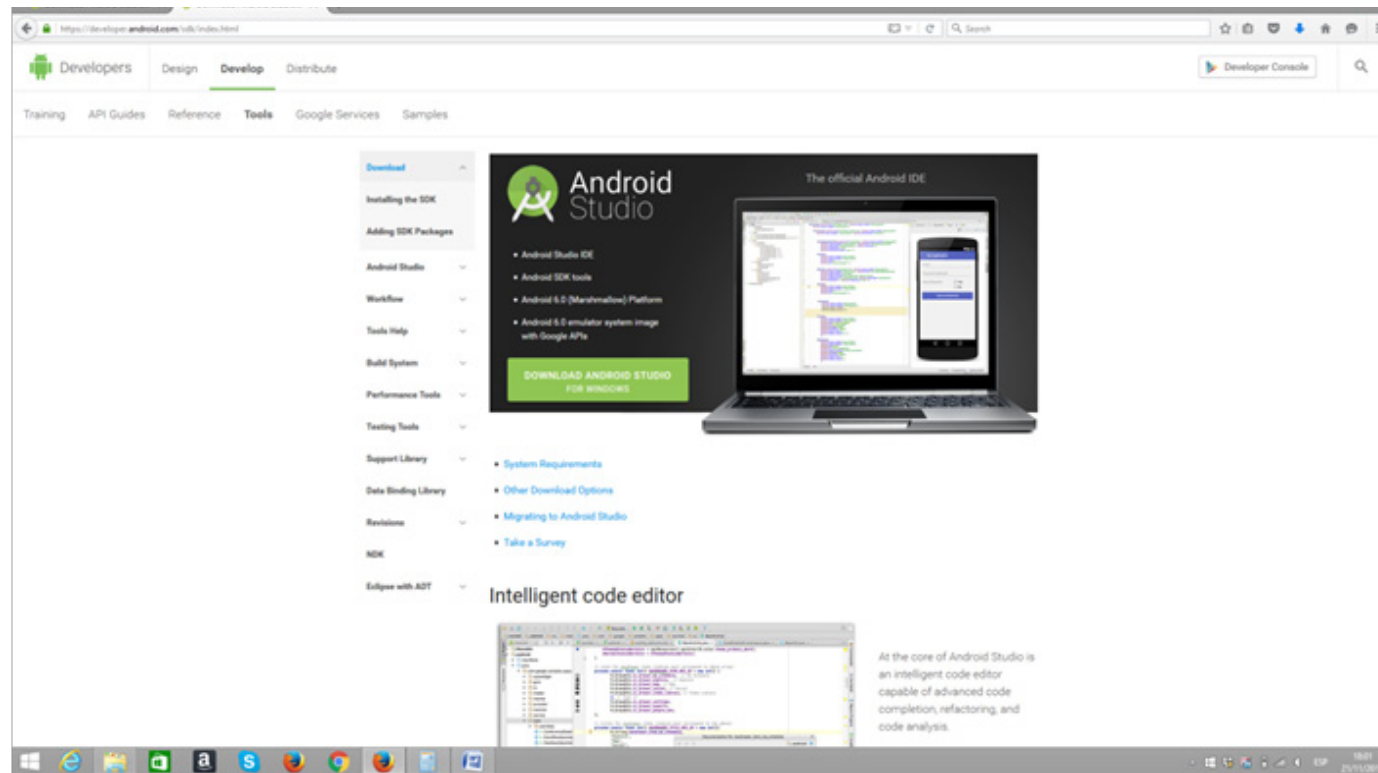 https://developer.android.com/sdk/index.html
Search
Developers
Design
Develop
Distribute
Developer Console
Training
API Guides
Reference
Tools
Google Services
Samples
Download
Installing the SDK
Adding SDK Packages
Android Studio
Workflow
Tools Help
Build System
Performance Tools
Testing Tools
Support Library
Data Binding Library
Revisions
NDK
Eclipse with ADT
Android
Studio
The official Android IDE
• Android Studio IDE
• Android SDK tools
• Android 6.0 (Marshmallow) Platform
• Android 6.0 emulator system image
with Google APIs
DOWNLOAD ANDROID STUDIO
FOR WINDOWS
• System Requirements
• Other Download Options
• Migrating to Android Studio
• Take a Survey
Intelligent code editor
At the core of Android Studio is
an intelligent code editor
capable of advanced code
completion, refactoring, and
code analysis.
ESP
18:01